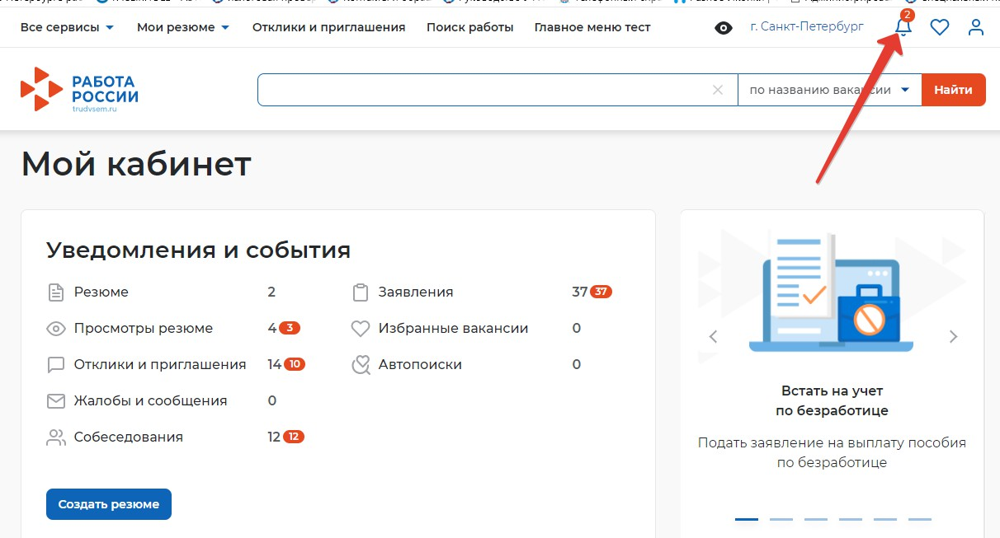 2
Все сервисы Мои резюме Отклики и приглашения Поиск работы Главное меню тест г. Санкт-Петербург
РАБОТА
РОССИИ
trudvsem.ru
по названию вакансии Найти
Мой кабинет
Уведомления и события
Резюме 2
Просмотры резюме 4 3
Отклики и приглашения 14 10
Жалобы и сообщения 0
Собеседования 12 12
Заявления 37 37
Избранные вакансии 0
Автопоиски 0
Создать резюме
Встать на учет
по безработице
Подать заявление на выплату пособия
по безработице